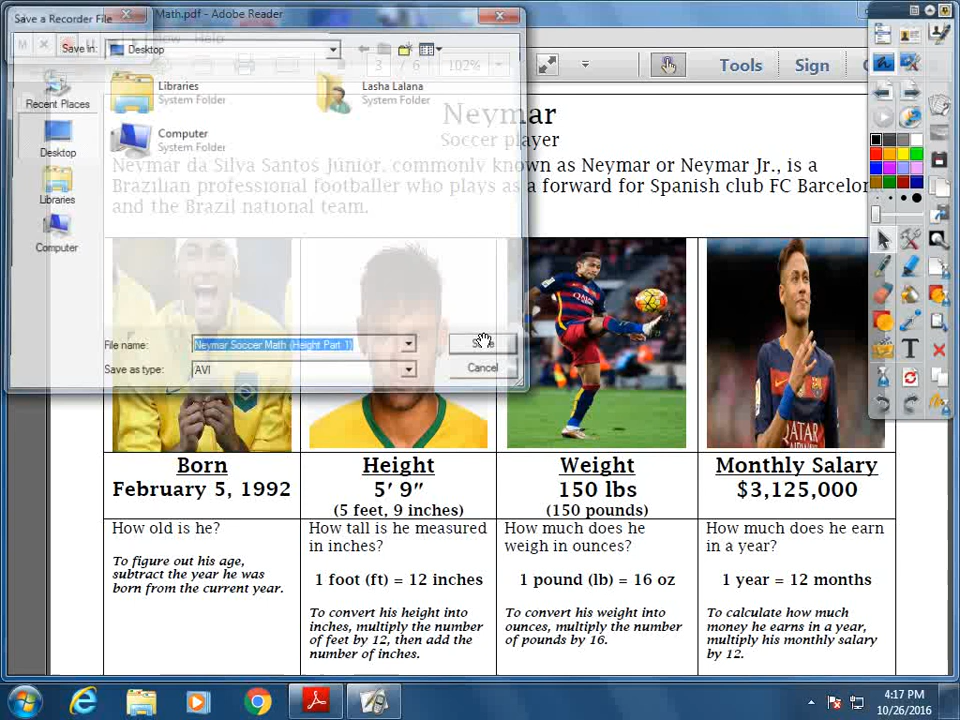 Save a Recorder File
Math.pdf - Adobe Reader
Help
Save in:
Desktop
3 / 6
102%
Tools
Sign
Recent Places
Desktop
Libraries
Computer
Libraries
System Folder
Lasha Lalana
System Folder
Computer
System Folder
Neymar
Soccer player
Neymar da Silva Santos Júnior, commonly known as Neymar or Neymar Jr., is a
Brazilian professional footballer who plays as a forward for Spanish club FC Barcelon
and the Brazil national team.
File name:
Neymar Soccer Math (Height Part 1)
Save as type:
AVI
Cancel
QATAR
QATAR
Born
February 5, 1992
Height
5′ 9″
(5 feet, 9 inches)
Weight
150 lbs
(150 pounds)
Monthly Salary
$3,125,000
How old is he?
To figure out his age,
subtract the year he was
born from the current year.
How tall is he measured
in inches?
1 foot (ft) = 12 inches
To convert his height into
inches, multiply the number
of feet by 12, then add the
number of inches.
How much does he
weigh in ounces?
1 pound (lb) = 16 oz
To convert his weight into
ounces, multiply the number
of pounds by 16.
How much does he earn
in a year?
1 year = 12 months
To calculate how much
money he earns in a year,
multiply his monthly salary
by 12.
4:17 PM
10/26/2016